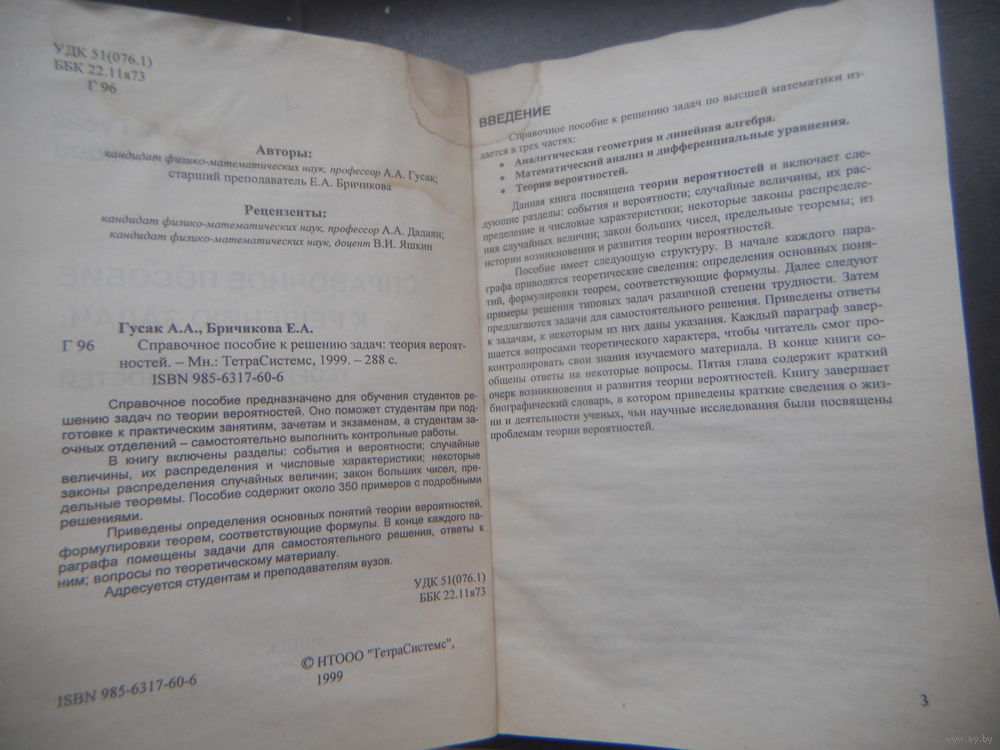 УДК 51(076.1)
ББК 22.11я73
Г 96
Авторы:
кандидат физико-математических наук, профессор А.А. Гусак;
старший преподаватель Е.А. Бричикова
Рецензенты:
кандидат физико-математических наук, профессор А.А. Дадаян;
кандидат физико-математических наук, доцент В.И. Яшкин
Гусак А.А., Бричикова Е.А.
Г 96 Справочное пособие к решению задач: теория вероят-
ностей. – Мн.: ТетраСистемс, 1999. – 288 с.
ISBN 985-6317-60-6
Справочное пособие предназначено для обучения студентов ре-
шению задач по теории вероятностей. Оно поможет студентам при под-
готовке к практическим занятиям, зачетам и экзаменам, а студентам за-
очных отделений – самостоятельно выполнить контрольные работы.
В книгу включены разделы: события и вероятности; случайные
величины, их распределения и числовые характеристики; некоторые
законы распределения случайных величин; закон больших чисел, пре-
дельные теоремы. Пособие содержит около 350 примеров с подробными
решениями.
Приведены определения основных понятий теории вероятностей,
формулировки теорем, соответствующие формулы. В конце каждого па-
раграфа помещены задачи для самостоятельного решения, ответы к
ним; вопросы по теоретическому материалу.
Адресуется студентам и преподавателям вузов.
УДК 51(076.1)
ББК 22.11я73
© НТООО "ТетраСистемс",
1999
ISBN 985-6317-60-6
ВВЕДЕНИЕ
Справочное пособие к решению задач по высшей математики из-
дается в трех частях:
• Аналитическая геометрия и линейная алгебра.
• Математический анализ и дифференциальные уравнения.
• Теория вероятностей.
Данная книга посвящена теории вероятностей и включает сле-
дующие разделы: события и вероятности; случайные величины, их рас-
пределение и числовые характеристики; некоторые законы распределе-
ния случайных величин; закон больших чисел, предельные теоремы; из
истории возникновения и развития теории вероятностей.
Пособие имеет следующую структуру. В начале каждого пара-
графа приводятся теоретические сведения: определения основных поня-
тий, формулировки теорем, соответствующие формулы. Далее следуют
примеры решения типовых задач различной степени трудности. Затем
предлагаются задачи для самостоятельного решения. Приведены ответы
к задачам, к некоторым из них даны указания. Каждый параграф завер-
шается вопросами теоретического характера, чтобы читатель смог про-
контролировать свои знания изучаемого материала. В конце книги со-
общены ответы на некоторые вопросы. Пятая глава содержит краткий
очерк возникновения и развития теории вероятностей. Книгу завершает
биографический словарь, в котором приведены краткие сведения о жиз-
ни и деятельности ученых, чьи научные исследования были посвящены
проблемам теории вероятностей.
3
www.ay.by